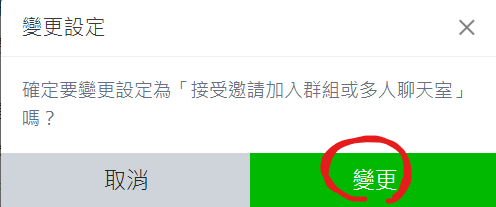 變更設定
確定要變更設定為「接受邀請加入群組或多人聊天室」
嗎？
取消
變更